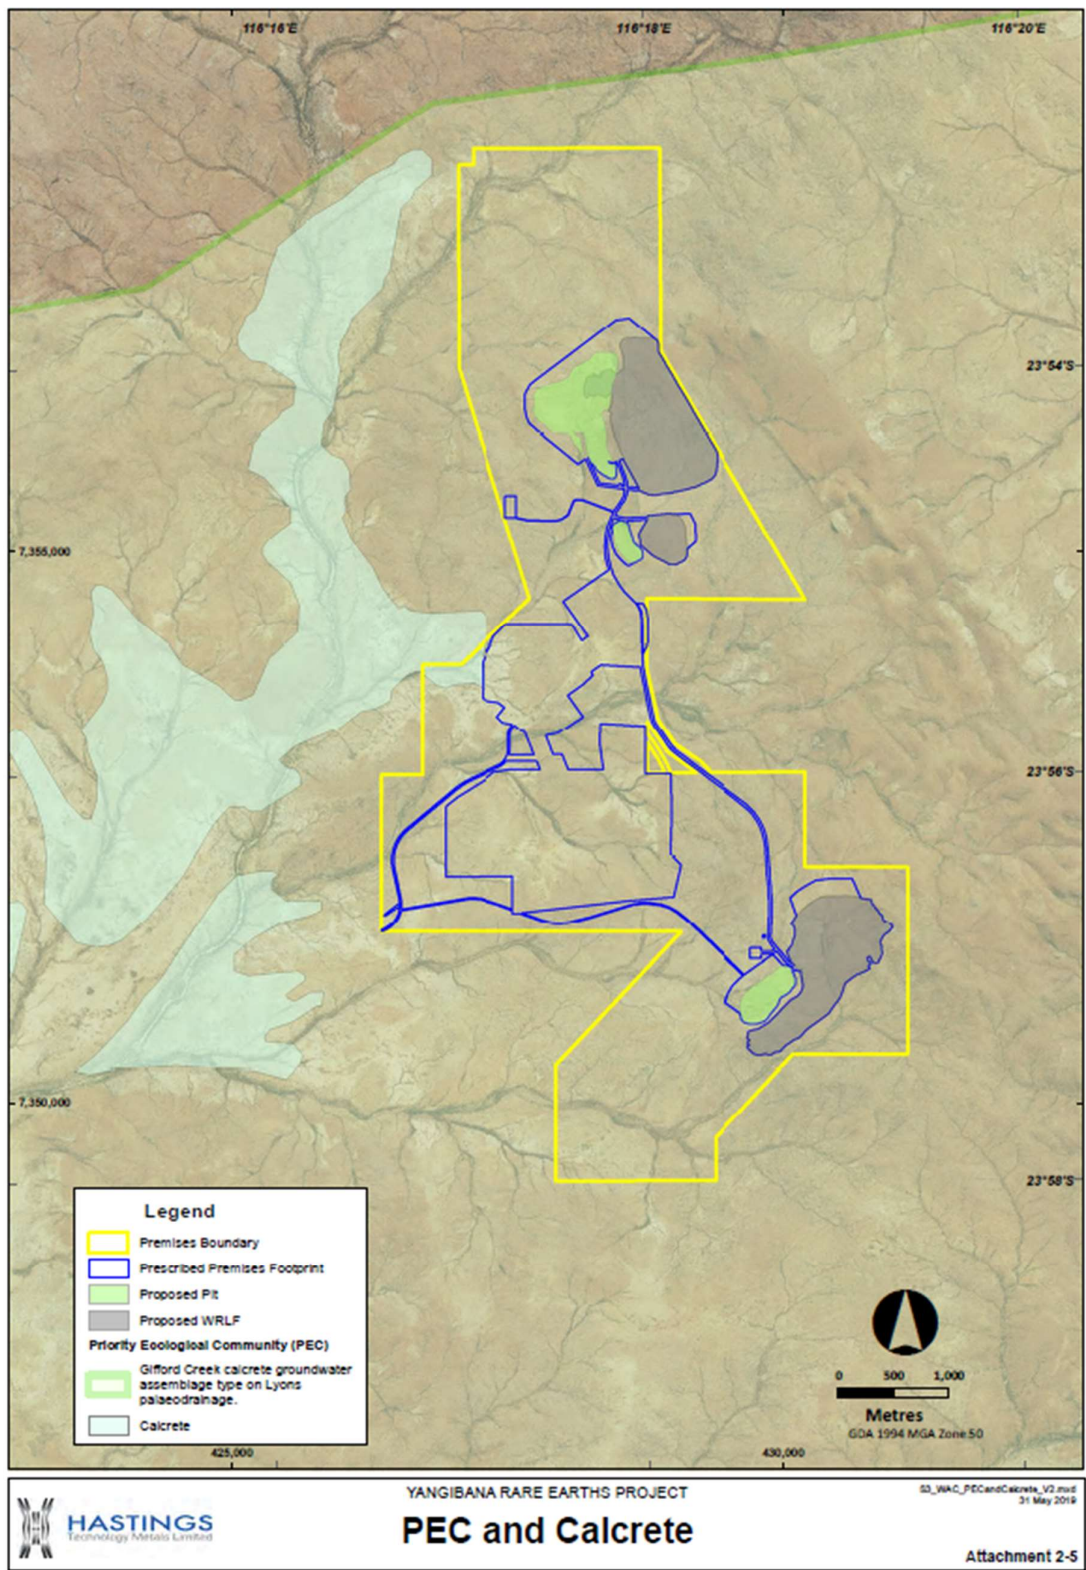 116°16'E
116°18'E
116°20'E
23°54'S
7,355,000
23°56'S
7,350,000
23°58'S
Legend
Premises Boundary
Prescribed Premises Footprint
Proposed Pit
Proposed WRLF
Priority Ecological Community (PEC)
Gifford Creek calcrete groundwater
assemblage type on Lyons
palaeodrainage.
Calcrete
0 500 1,000
Metres
GDA 1994 MGA Zone 50
425,000
430,000
HASTINGS
Technology Metals Limited
YANGIBANA RARE EARTHS PROJECT
PEC and Calcrete
S3_WAC_PECandCalcrete_V2.mxd
31 May 2019
Attachment 2-5